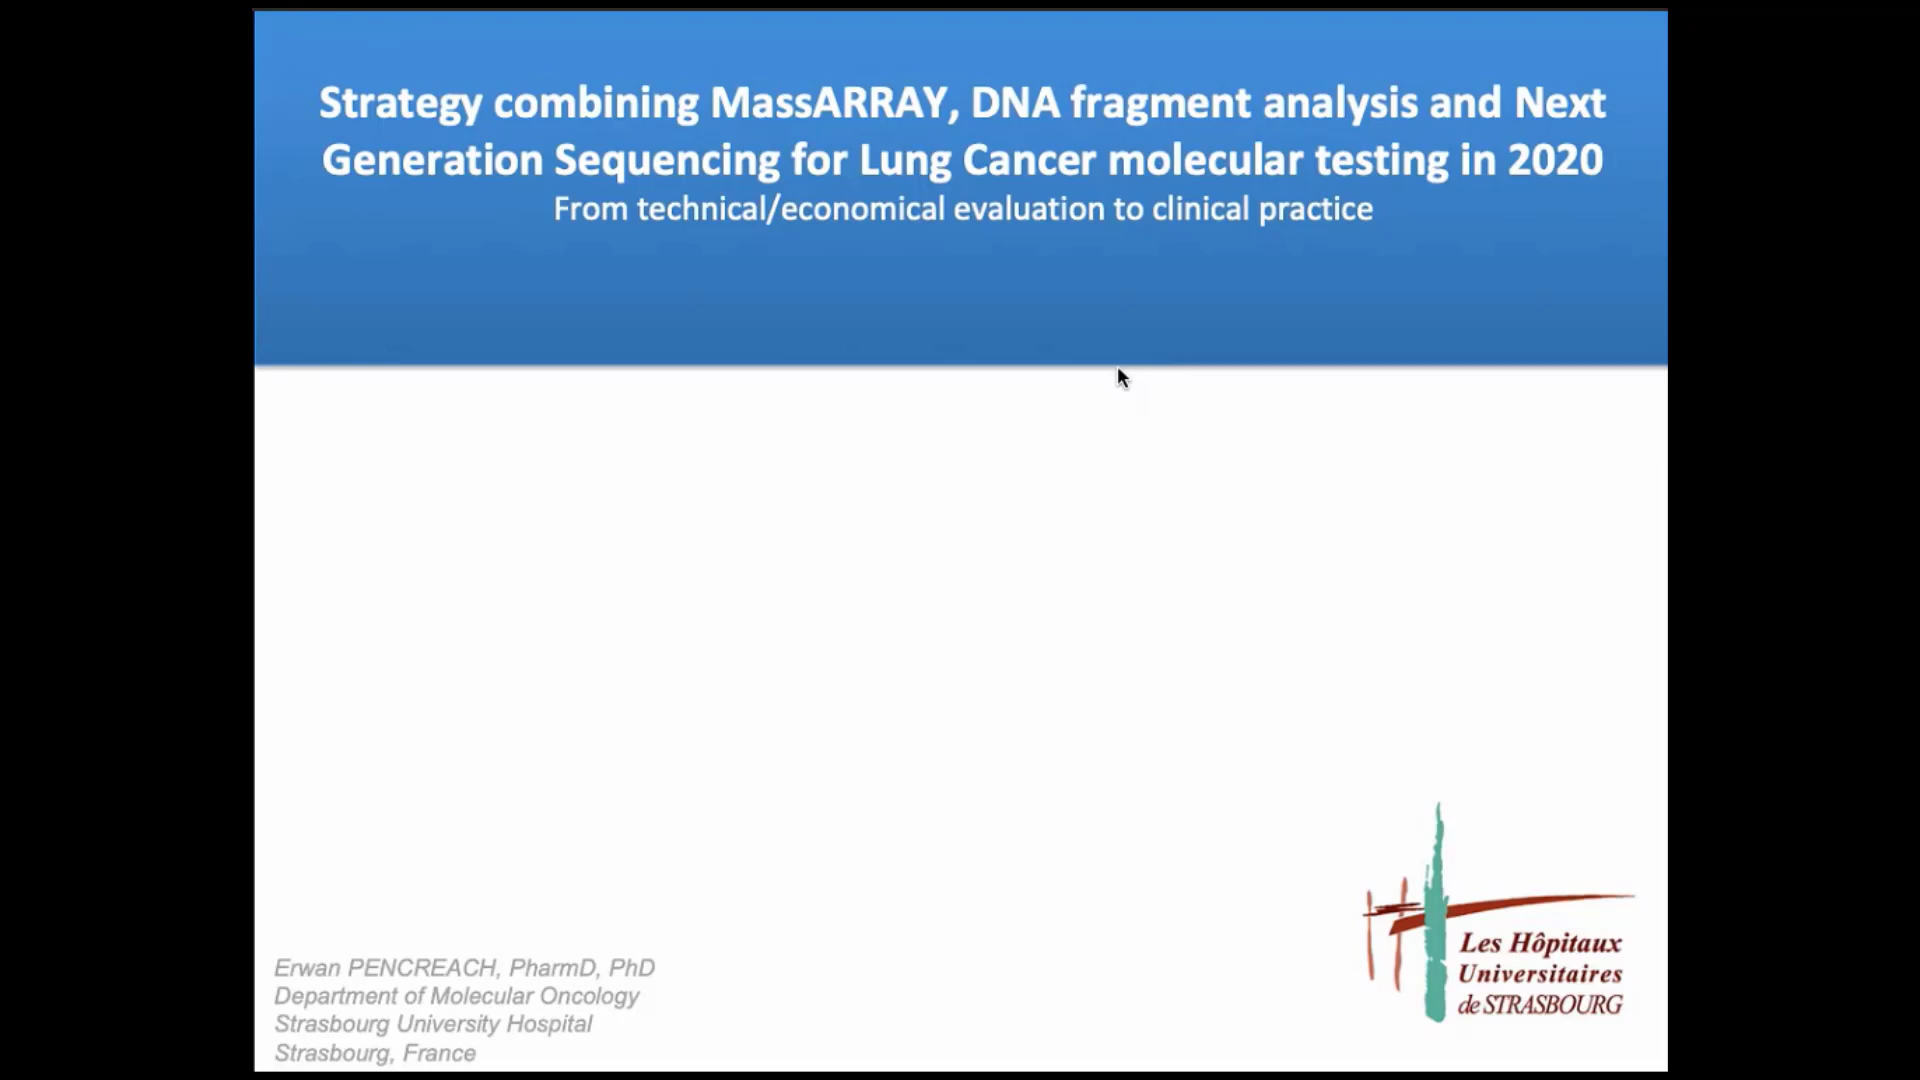 Strategy combining MassARRAY, DNA fragment analysis and Next
Generation Sequencing for Lung Cancer molecular testing in 2020
From technical/economical evaluation to clinical practice
Erwan PENCREACH, PharmD, PhD
Department of Molecular Oncology
Strasbourg University Hospital
Strasbourg, France
Les Hôpitaux
Universitaires
de STRASBOURG